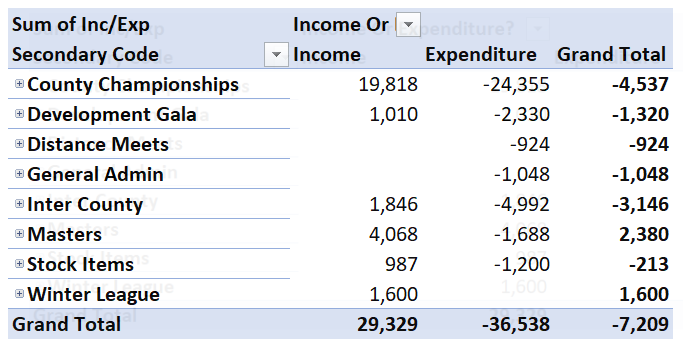 Sum of Inc/Exp Income Or
Secondary Code Income Expenditure Grand Total
County Championships 19,818 -24,355 -4,537
Development Gala 1,010 -2,330 -1,320
Distance Meets -924 -924
General Admin -1,048 -1,048
Inter County 1,846 -4,992 -3,146
Masters 4,068 -1,688 2,380
Stock Items 987 -1,200 -213
Winter League 1,600 1,600
Grand Total 29,329 -36,538 -7,209